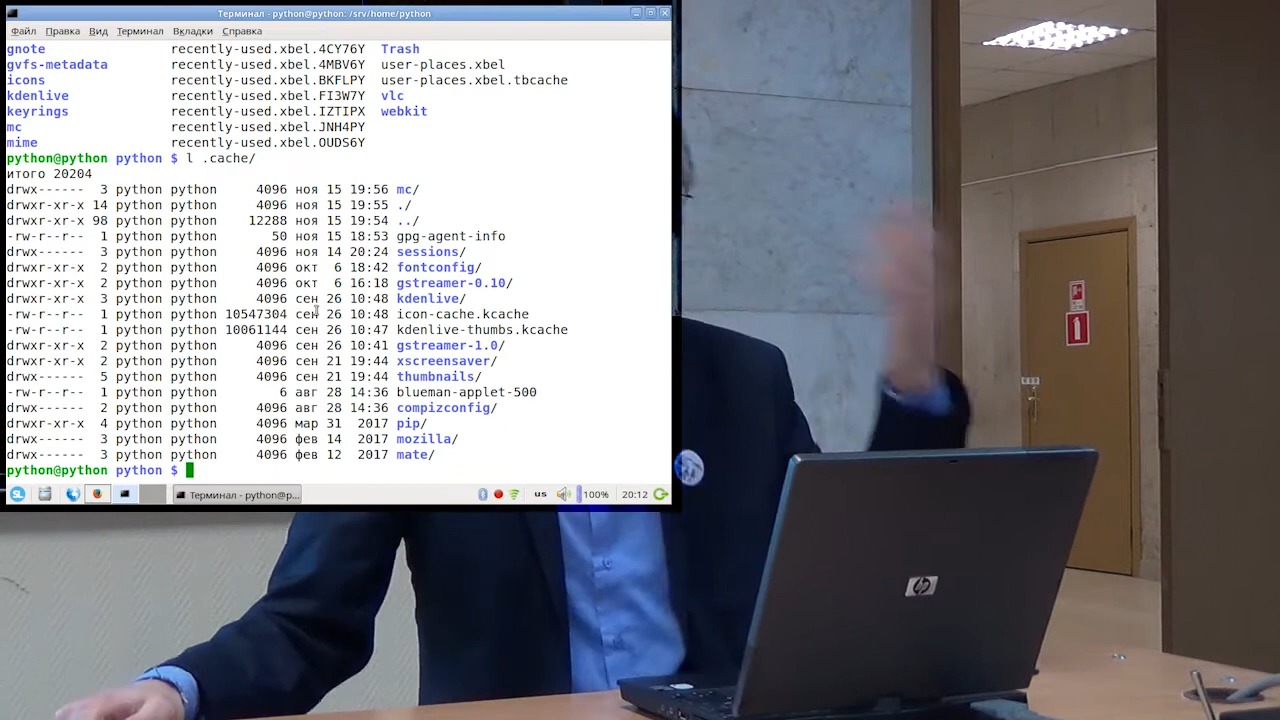 Терминал - python@python: /srv/home/python
Файл Правка Вид Терминал Вкладки Справка
gnote recently-used.xbel.4CY76Y Trash
gvfs-metadata recently-used.xbel.4MBV6Y user-places.xbel
icons recently-used.xbel.BKFLPY user-places.xbel.tbcache
kdenlive recently-used.xbel.FI3W7Y vlc
keyrings recently-used.xbel.IZTIPX webkit
mc recently-used.xbel.JNH4PY
mime recently-used.xbel.OUDS6Y
python@python python $ l .cache/
итого 20204
drwx------ 3 python python 4096 ноя 15 19:56 mc/
drwxr-xr-x 14 python python 4096 ноя 15 19:55 ./
drwxr-xr-x 98 python python 12288 ноя 15 19:54 ../
-rw-r--r-- 1 python python 50 ноя 15 18:53 gpg-agent-info
drwx------ 3 python python 4096 ноя 14 20:24 sessions/
drwxr-xr-x 2 python python 4096 окт 6 18:42 fontconfig/
drwxr-xr-x 2 python python 4096 окт 6 16:18 gstreamer-0.10/
drwxr-xr-x 3 python python 4096 сен 26 10:48 kdenlive/
-rw-r--r-- 1 python python 10547304 сен 26 10:48 icon-cache.kcache
-rw-r--r-- 1 python python 10061144 сен 26 10:47 kdenlive-thumbs.kcache
drwxr-xr-x 2 python python 4096 сен 26 10:41 gstreamer-1.0/
drwxr-xr-x 2 python python 4096 сен 21 19:44 xscreensaver/
drwx------ 5 python python 4096 сен 21 19:44 thumbnails/
-rw-r--r-- 1 python python 6 авг 28 14:36 blueman-applet-500
drwx------ 2 python python 4096 авг 28 14:36 compizconfig/
drwxr-xr-x 4 python python 4096 мар 31 2017 pip/
drwx------ 3 python python 4096 фев 14 2017 mozilla/
drwx------ 3 python python 4096 фев 12 2017 mate/
python@python python $
SL Терминал - python@p... us 100% 20:12
hp